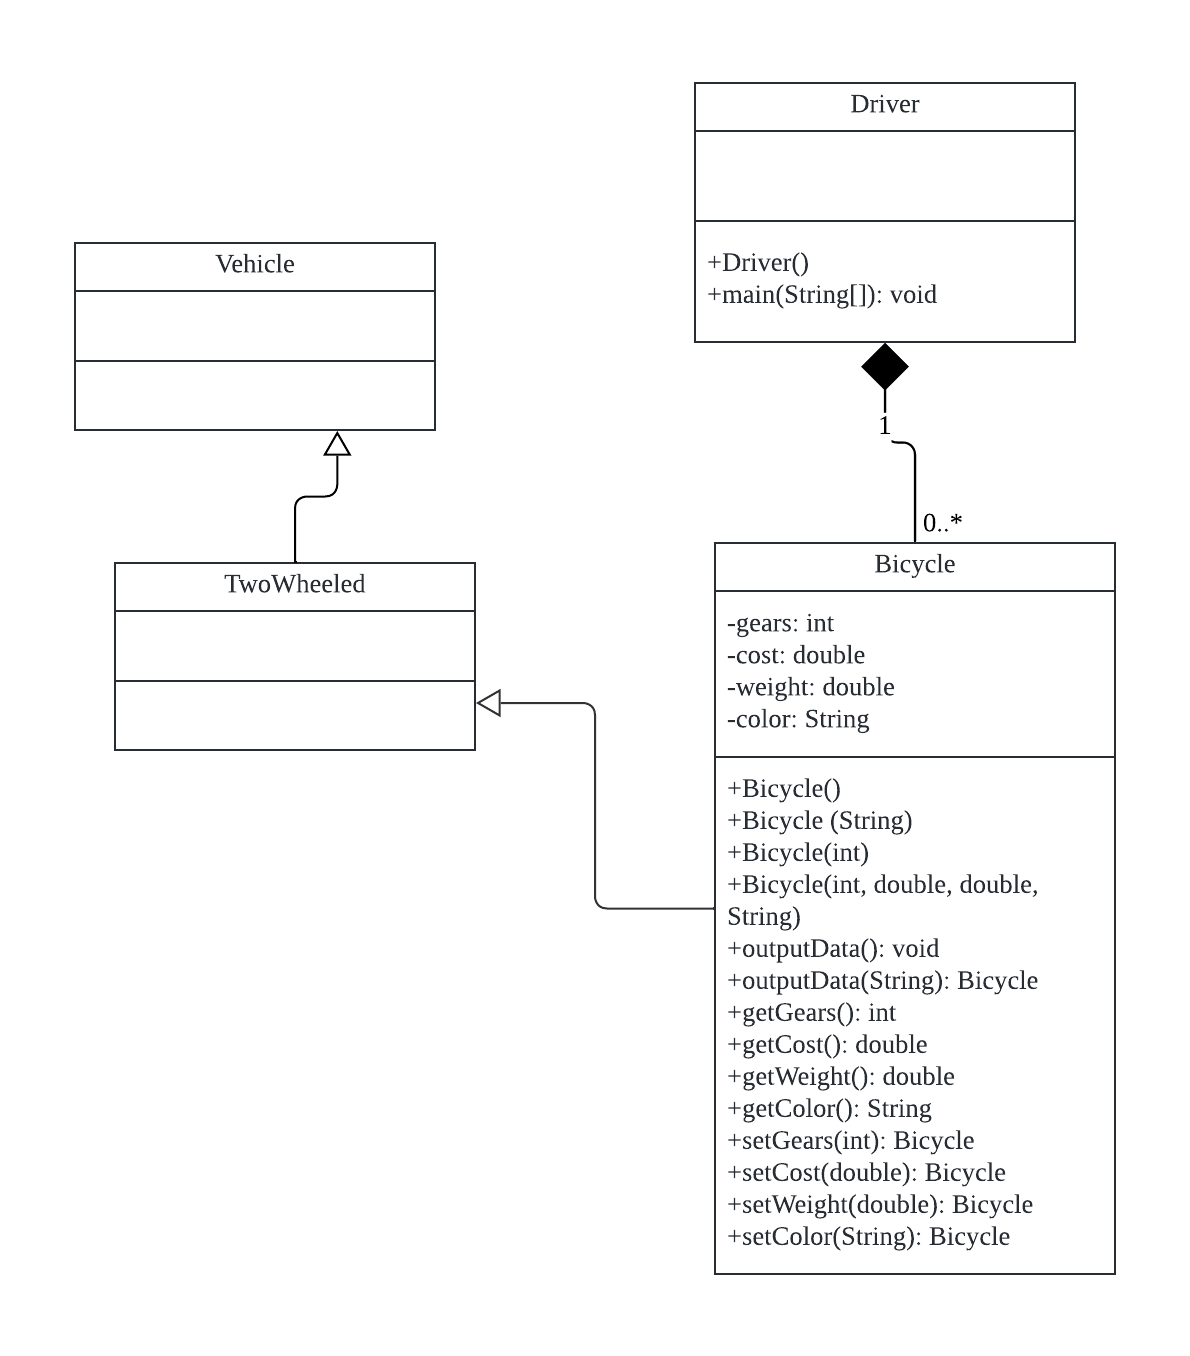 Driver
+Driver()
+main(String[]): void
Vehicle
1
0..*
TwoWheeled
Bicycle
-gears: int
-cost: double
-weight: double
-color: String
+Bicycle()
+Bicycle (String)
+Bicycle(int)
+Bicycle(int, double, double,
String)
+outputData(): void
+outputData(String): Bicycle
+getGears(): int
+getCost(): double
+getWeight(): double
+getColor(): String
+setGears(int): Bicycle
+setCost(double): Bicycle
+setWeight(double): Bicycle
+setColor(String): Bicycle